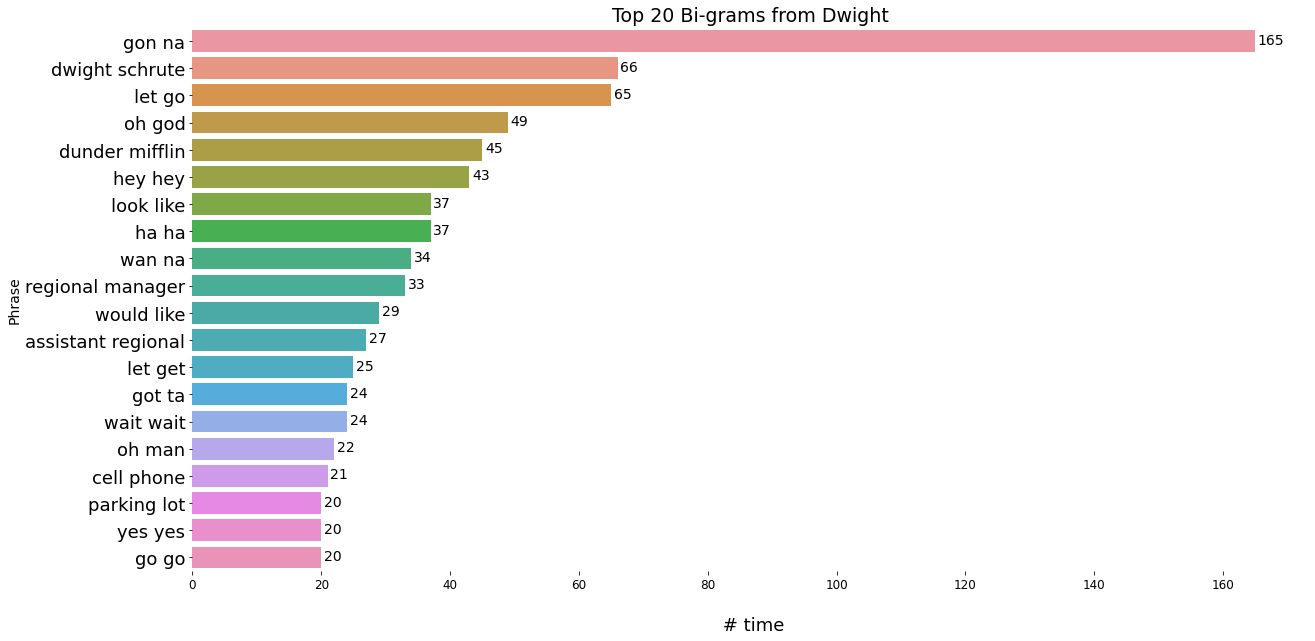 Top 20 Bi-grams from Dwight
gon na 165
dwight schrute 66
let go 65
oh god 49
dunder mifflin 45
hey hey 43
look like 37
ha ha 37
wan na 34
regional manager 33
would like 29
assistant regional 27
let get 25
got ta 24
wait wait 24
oh man 22
cell phone 21
parking lot 20
yes yes 20
go go 20
Phrase
0 20 40 60 80 100 120 140 160
# time